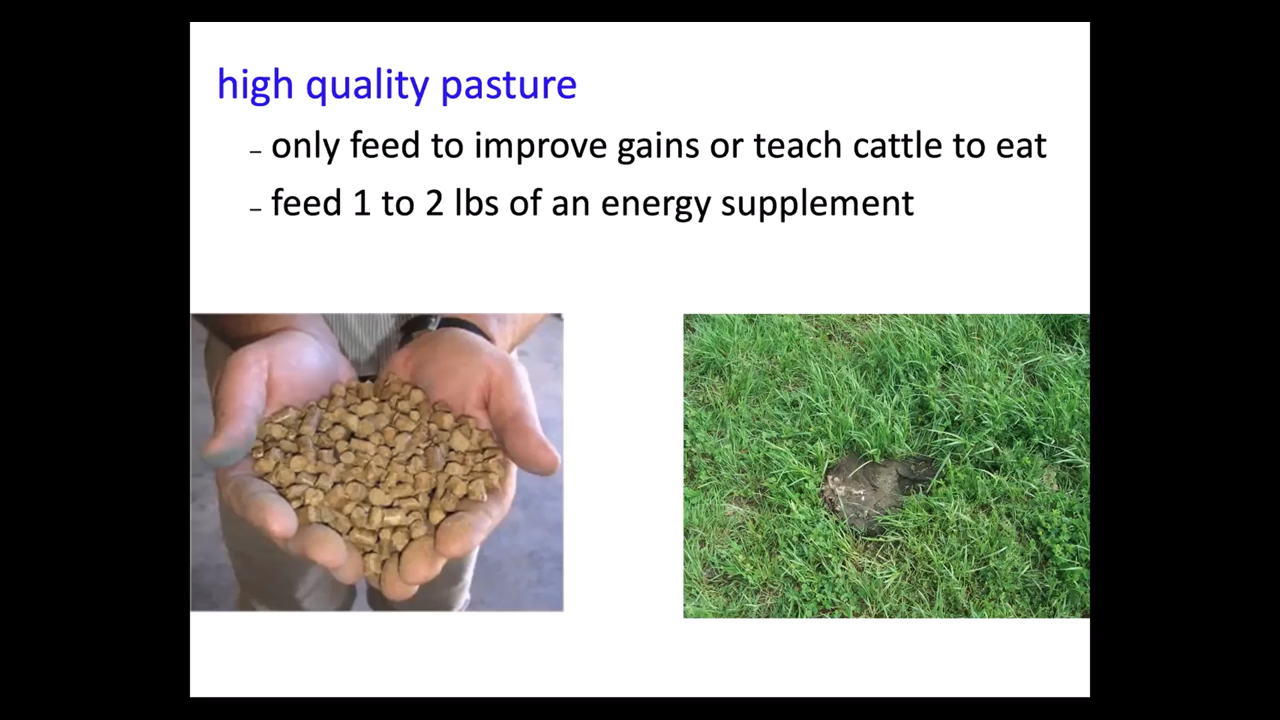 high quality pasture
– only feed to improve gains or teach cattle to eat
– feed 1 to 2 lbs of an energy supplement